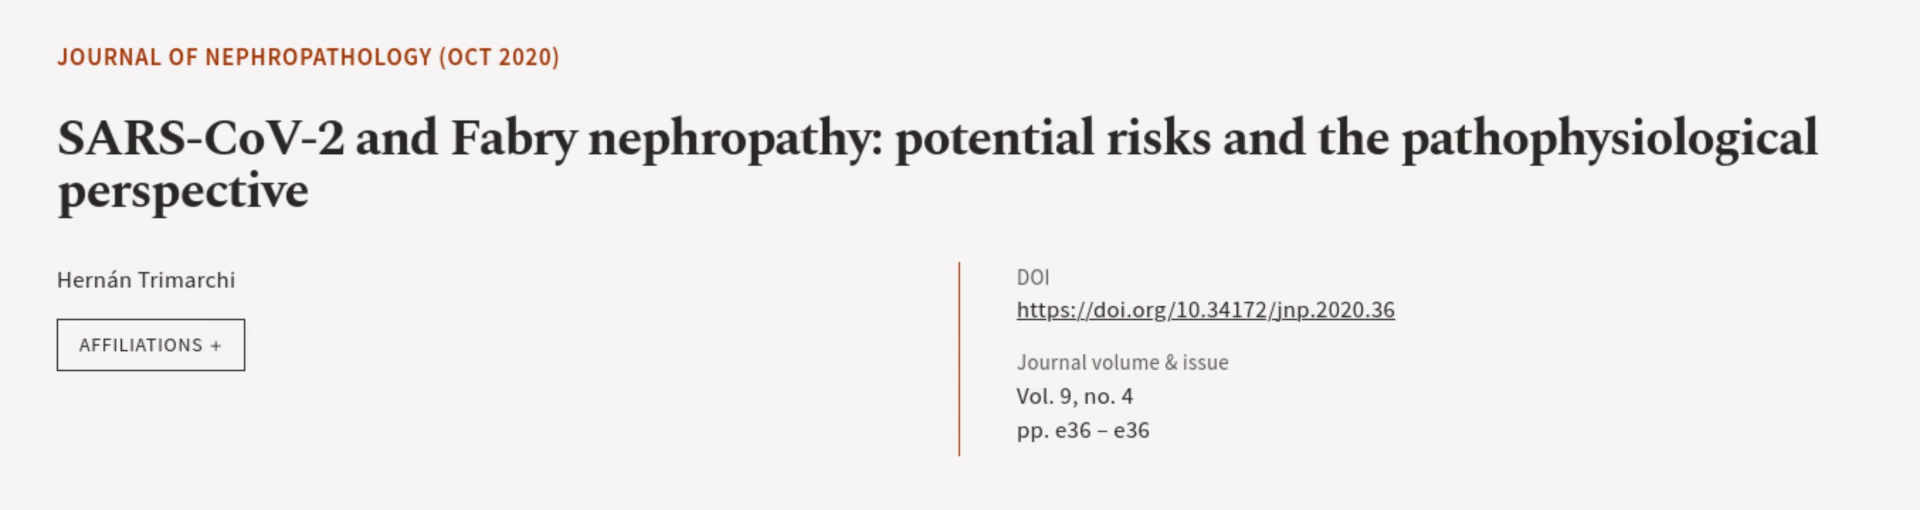 JOURNAL OF NEPHROPATHOLOGY (OCT 2020)
SARS-CoV-2 and Fabry nephropathy: potential risks and the pathophysiological
perspective
Hernán Trimarchi
AFFILIATIONS +
DOI
https://doi.org/10.34172/jnp.2020.36
Journal volume & issue
Vol. 9, no. 4
pp. e36 – e36